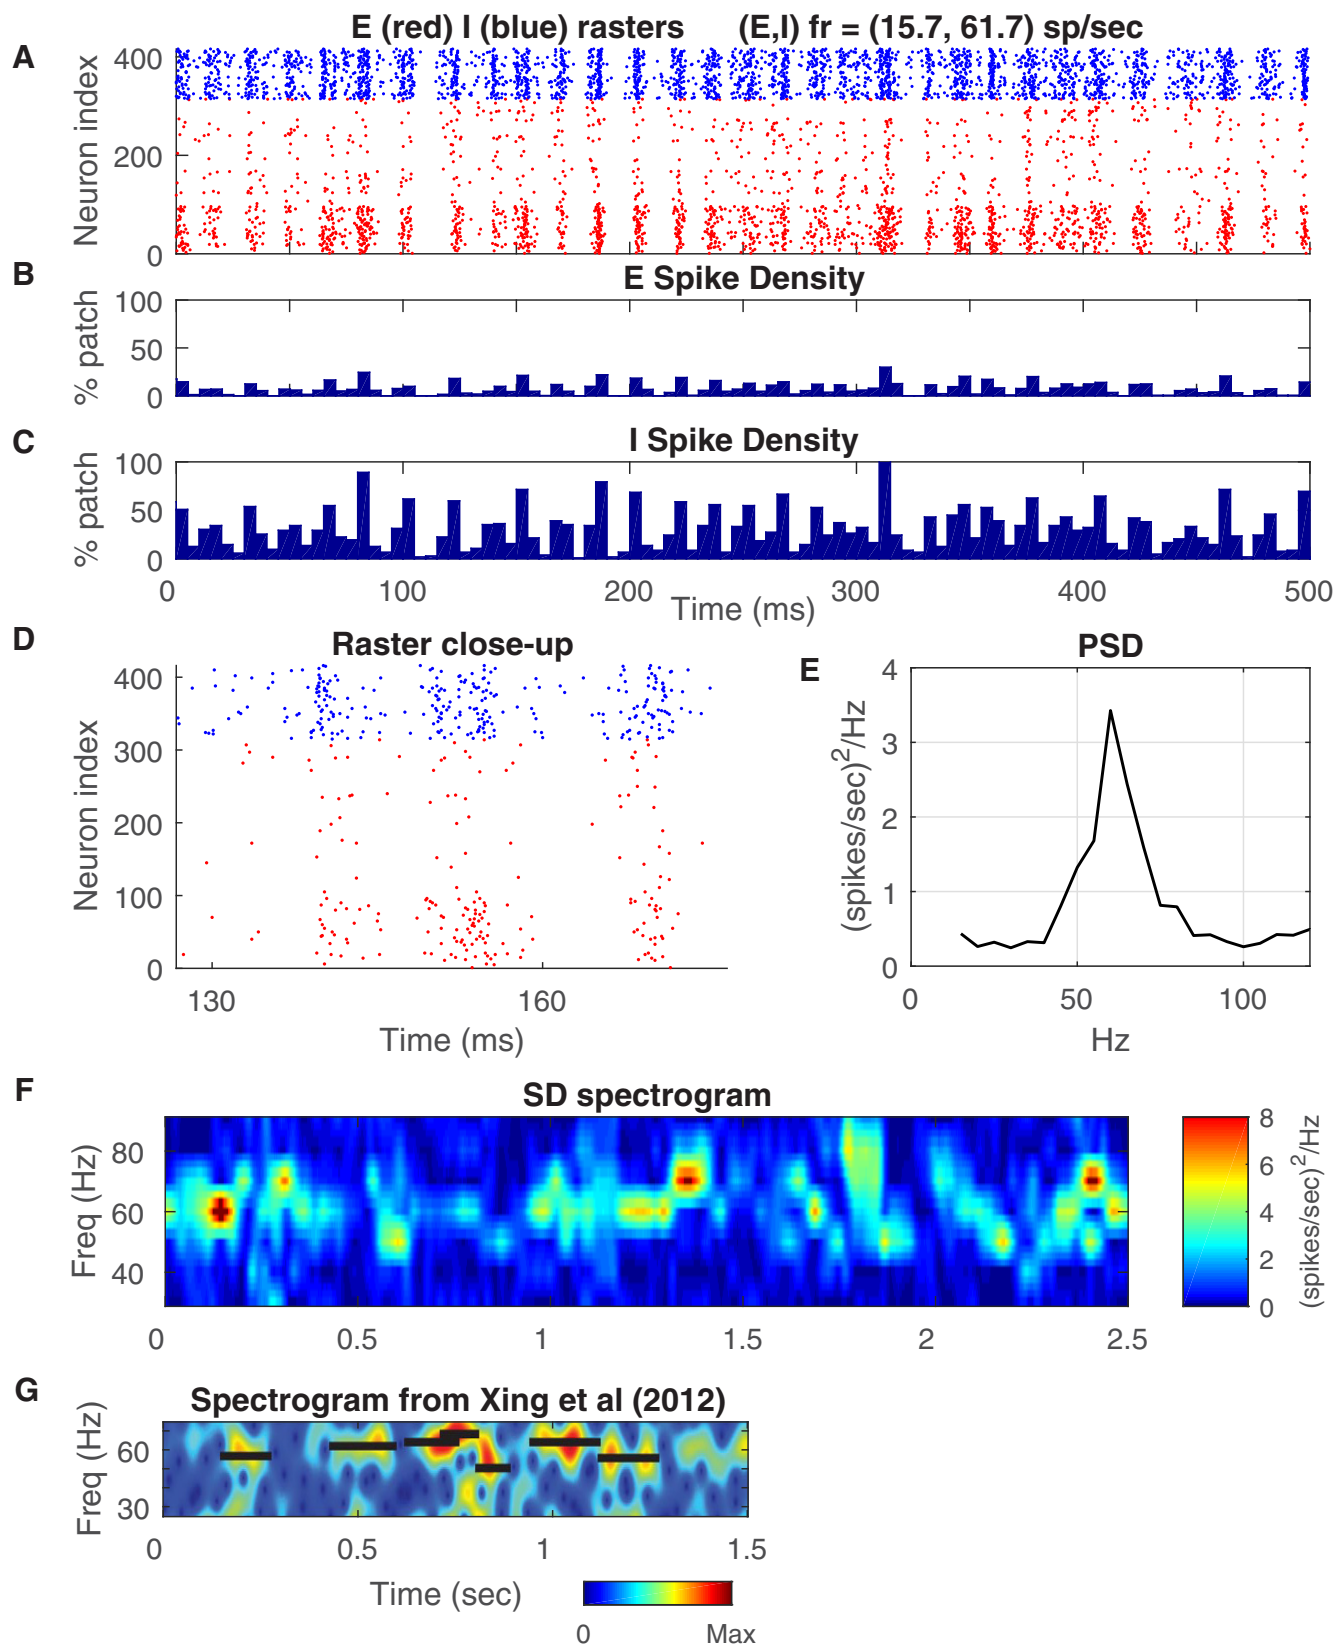 E (red) I (blue) rasters (E,I) fr = (15.7, 61.7) sp/sec
A
Neuron index
400
200
0
B
E Spike Density
% patch
100
50
0
C
I Spike Density
% patch
100
50
0
0 100 200 300 400 500
Time (ms)
D
Raster close-up
Neuron index
400
300
200
100
0
130 160
Time (ms)
E
PSD
(spikes/sec)2/Hz
4
3
2
1
0
0 50 100
Hz
F
SD spectrogram
Freq (Hz)
80
60
40
0 0.5 1 1.5 2 2.5
8
6
4
2
0
(spikes/sec)2/Hz
G
Spectrogram from Xing et al (2012)
Freq (Hz)
60
30
0 0.5 1 1.5
Time (sec)
0 Max